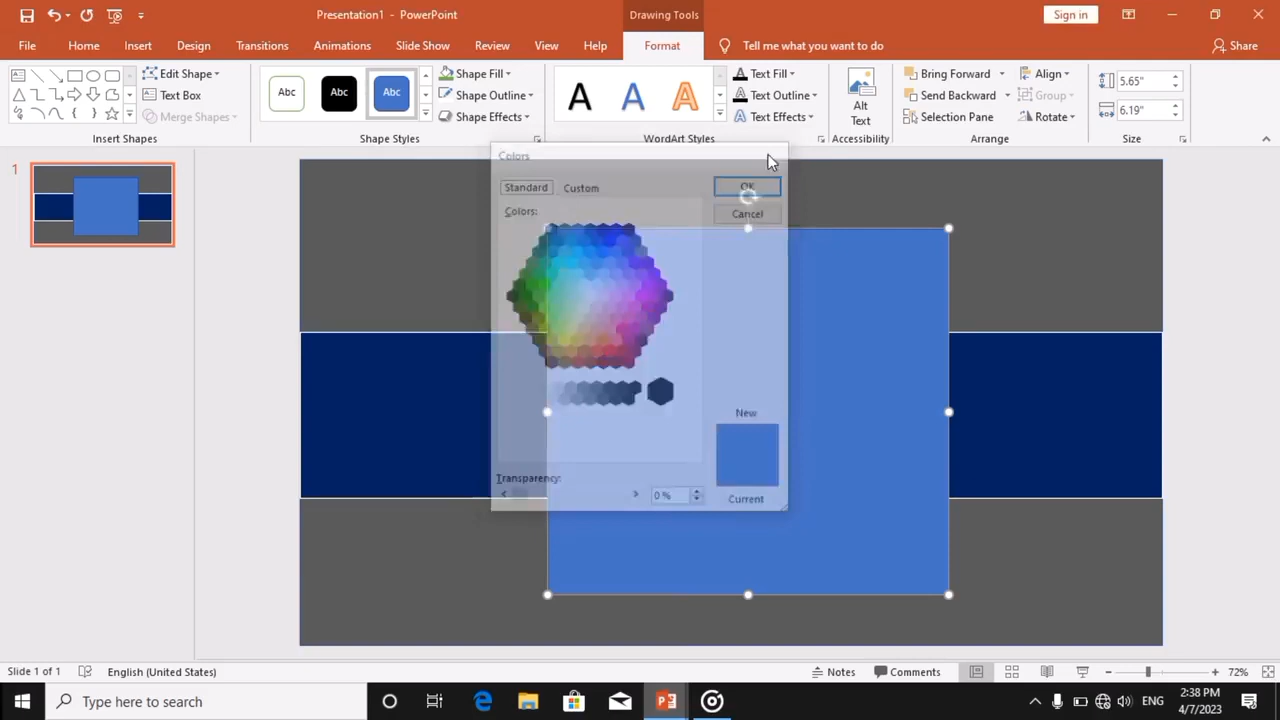 Presentation1 - PowerPoint
Drawing Tools
Sign in
File
Home
Insert
Design
Transitions
Animations
Slide Show
Review
View
Help
Format
Tell me what you want to do
Share
Edit Shape
Text Box
Merge Shapes
Insert Shapes
Abc
Abc
Abc
Shape Fill
Shape Outline
Shape Effects
Shape Styles
A
A
A
Text Fill
Text Outline
Text Effects
WordArt Styles
Alt
Text
Accessibility
Bring Forward
Send Backward
Selection Pane
Align
Group
Rotate
Arrange
5.65"
6.19"
Size
1
Colors
Standard
Custom
OK
Cancel
Colors:
New
Transparency:
0 %
Current
Slide 1 of 1
English (United States)
Notes
Comments
72%
Type here to search
ENG
2:38 PM
4/7/2023